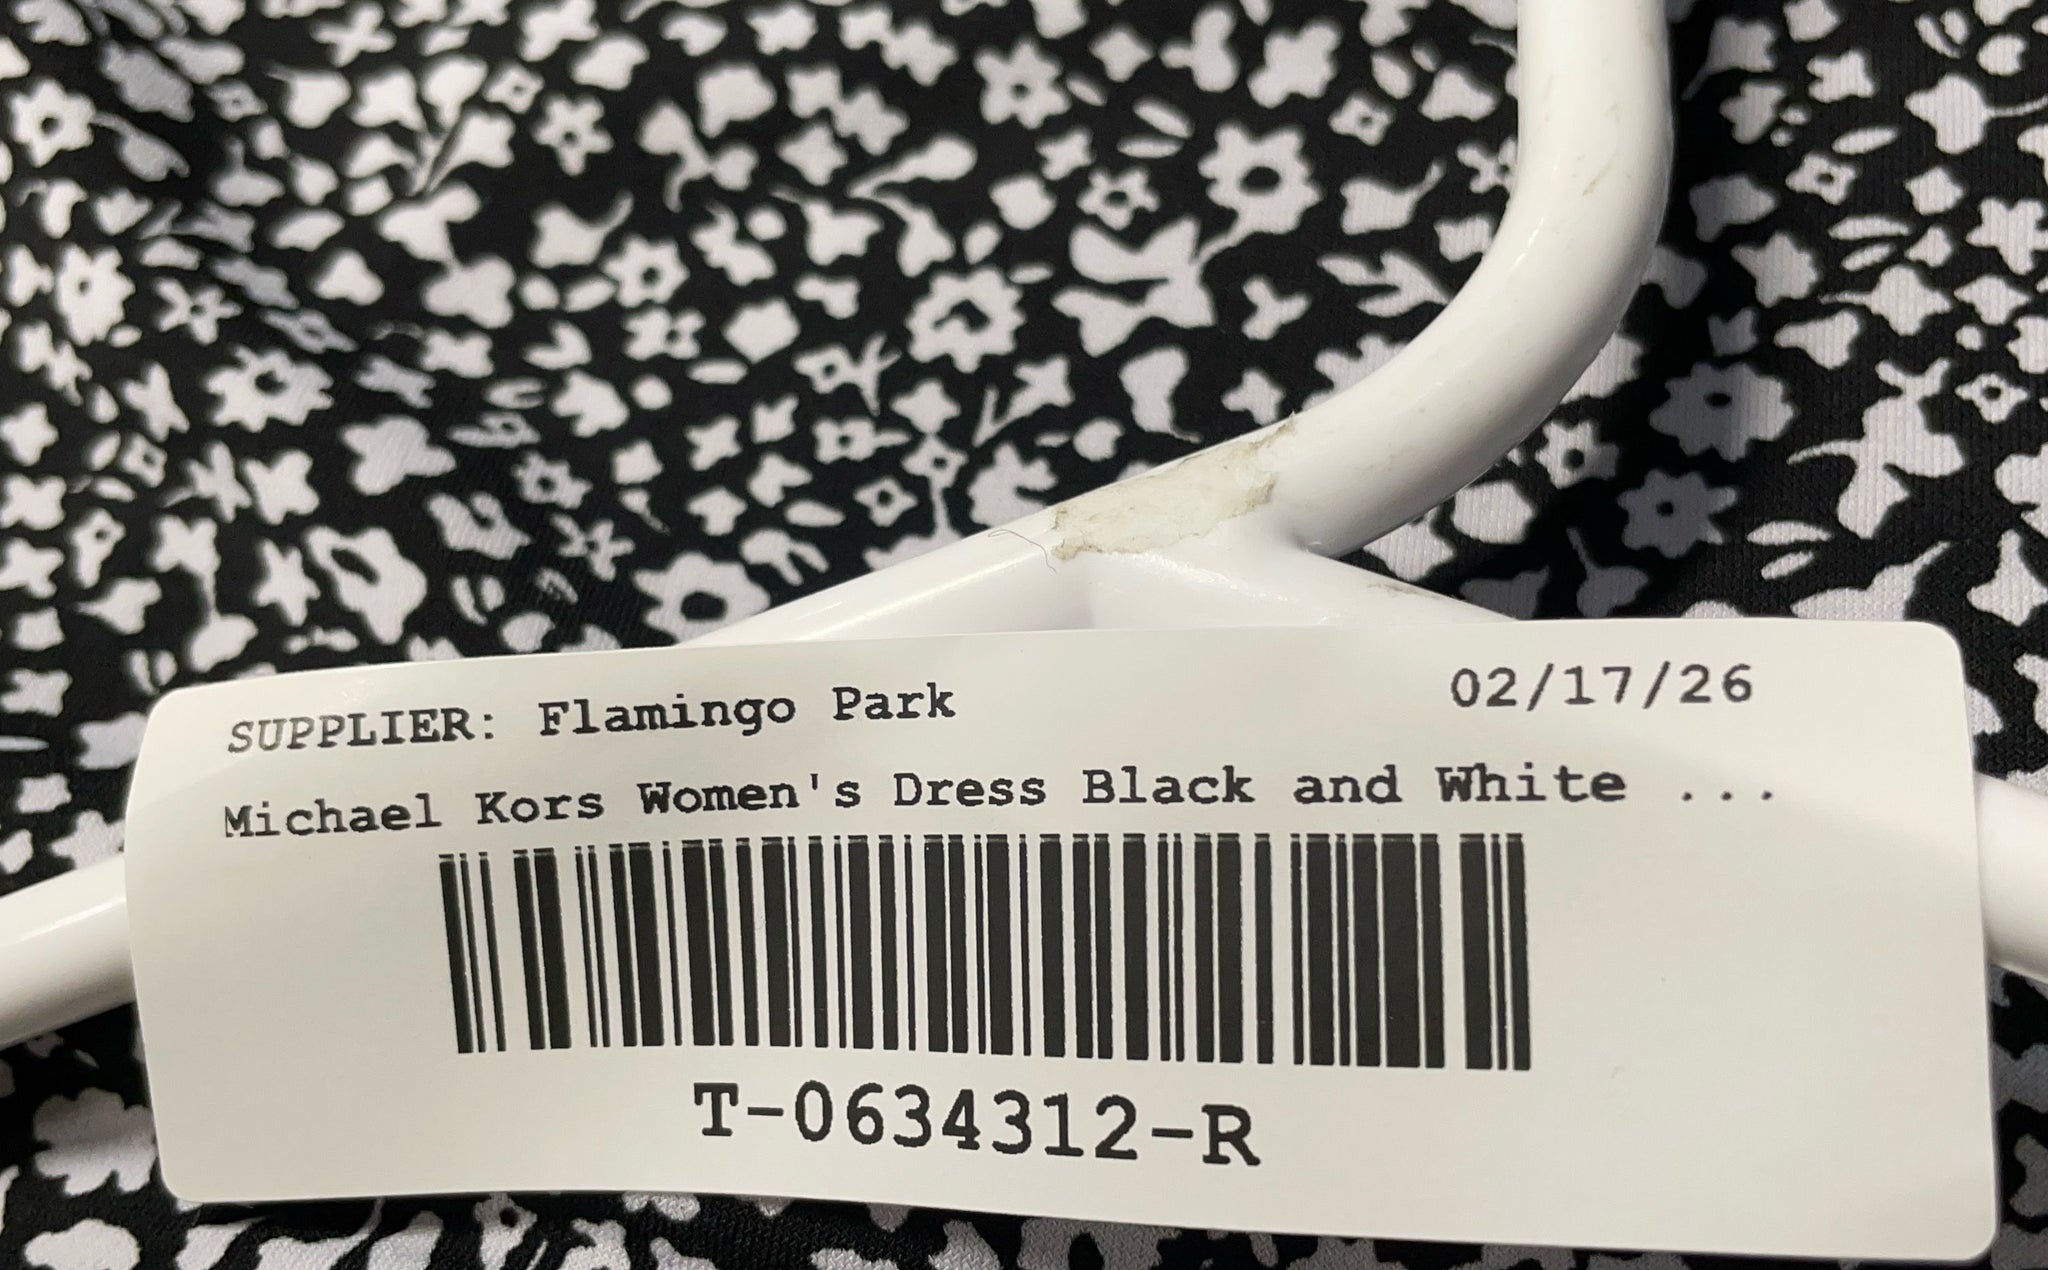 SUPPLIER: Flamingo Park 02/17/26
Michael Kors Women's Dress Black and White ...
T-0634312-R